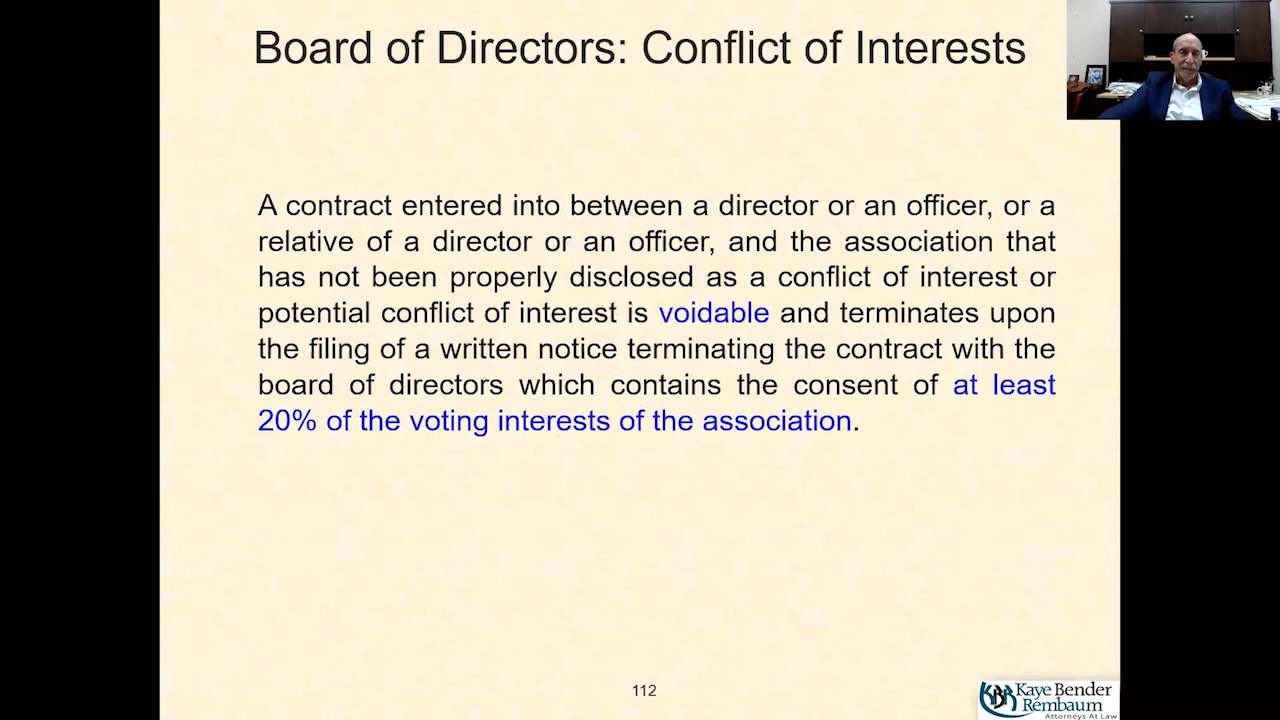 Board of Directors: Conflict of Interests
A contract entered into between a director or an officer, or a
relative of a director or an officer, and the association that
has not been properly disclosed as a conflict of interest or
potential conflict of interest is voidable and terminates upon
the filing of a written notice terminating the contract with the
board of directors which contains the consent of at least
20% of the voting interests of the association.
112
KBR Kaye Bender
Rembaum
Attorneys At Law